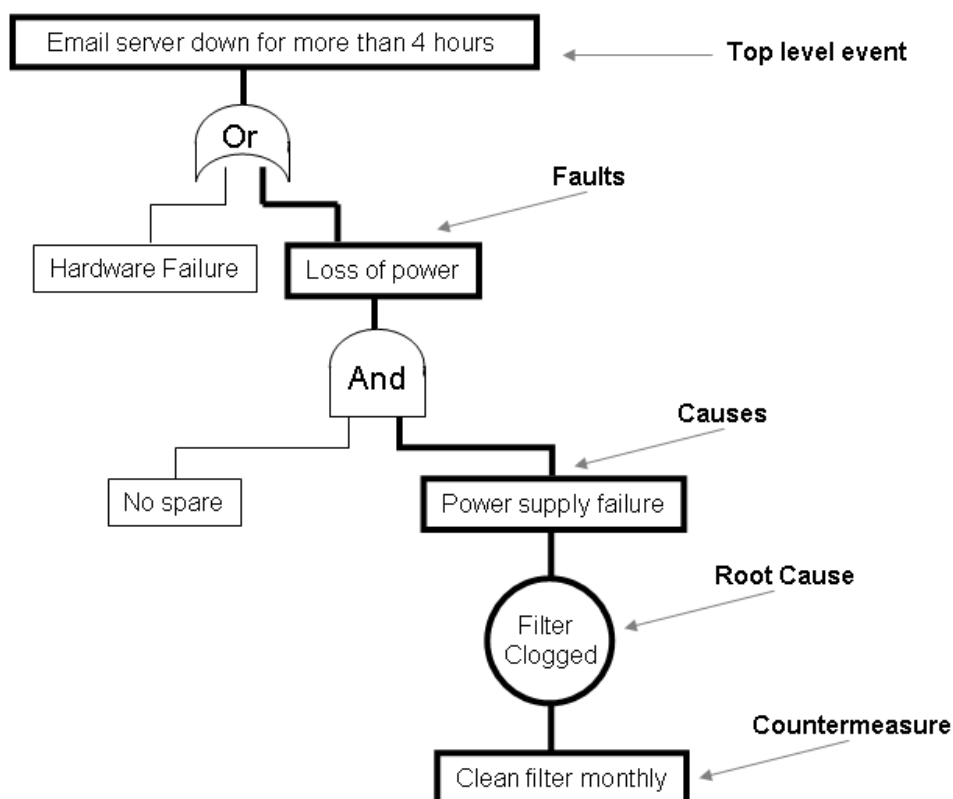 Email server down for more than 4 hours
Top level event
Or
Faults
Hardware Failure
Loss of power
And
Causes
No spare
Power supply failure
Root Cause
Filter
Clogged
Countermeasure
Clean filter monthly